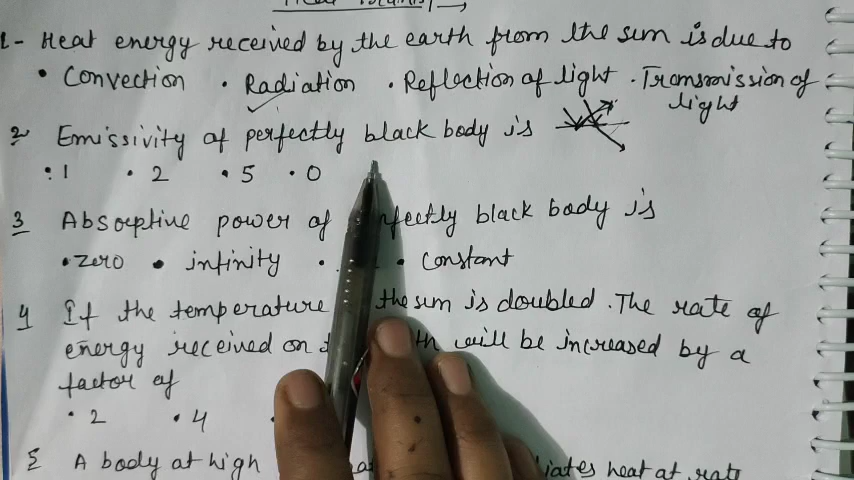 1- Heat energy received by the earth from the sun is due to
• Convection • Radiation • Reflection of light • Transmission of light
2 Emissivity of perfectly black body is
• 1 • 2 • 5 • 0
3 Absorptive power of black body is
• zero • infinity • • constant
4 If the temperature the sun is doubled. The rate of
energy received on will be increased by a
factor of
• 2 • 4
5 A body at high heat at rate